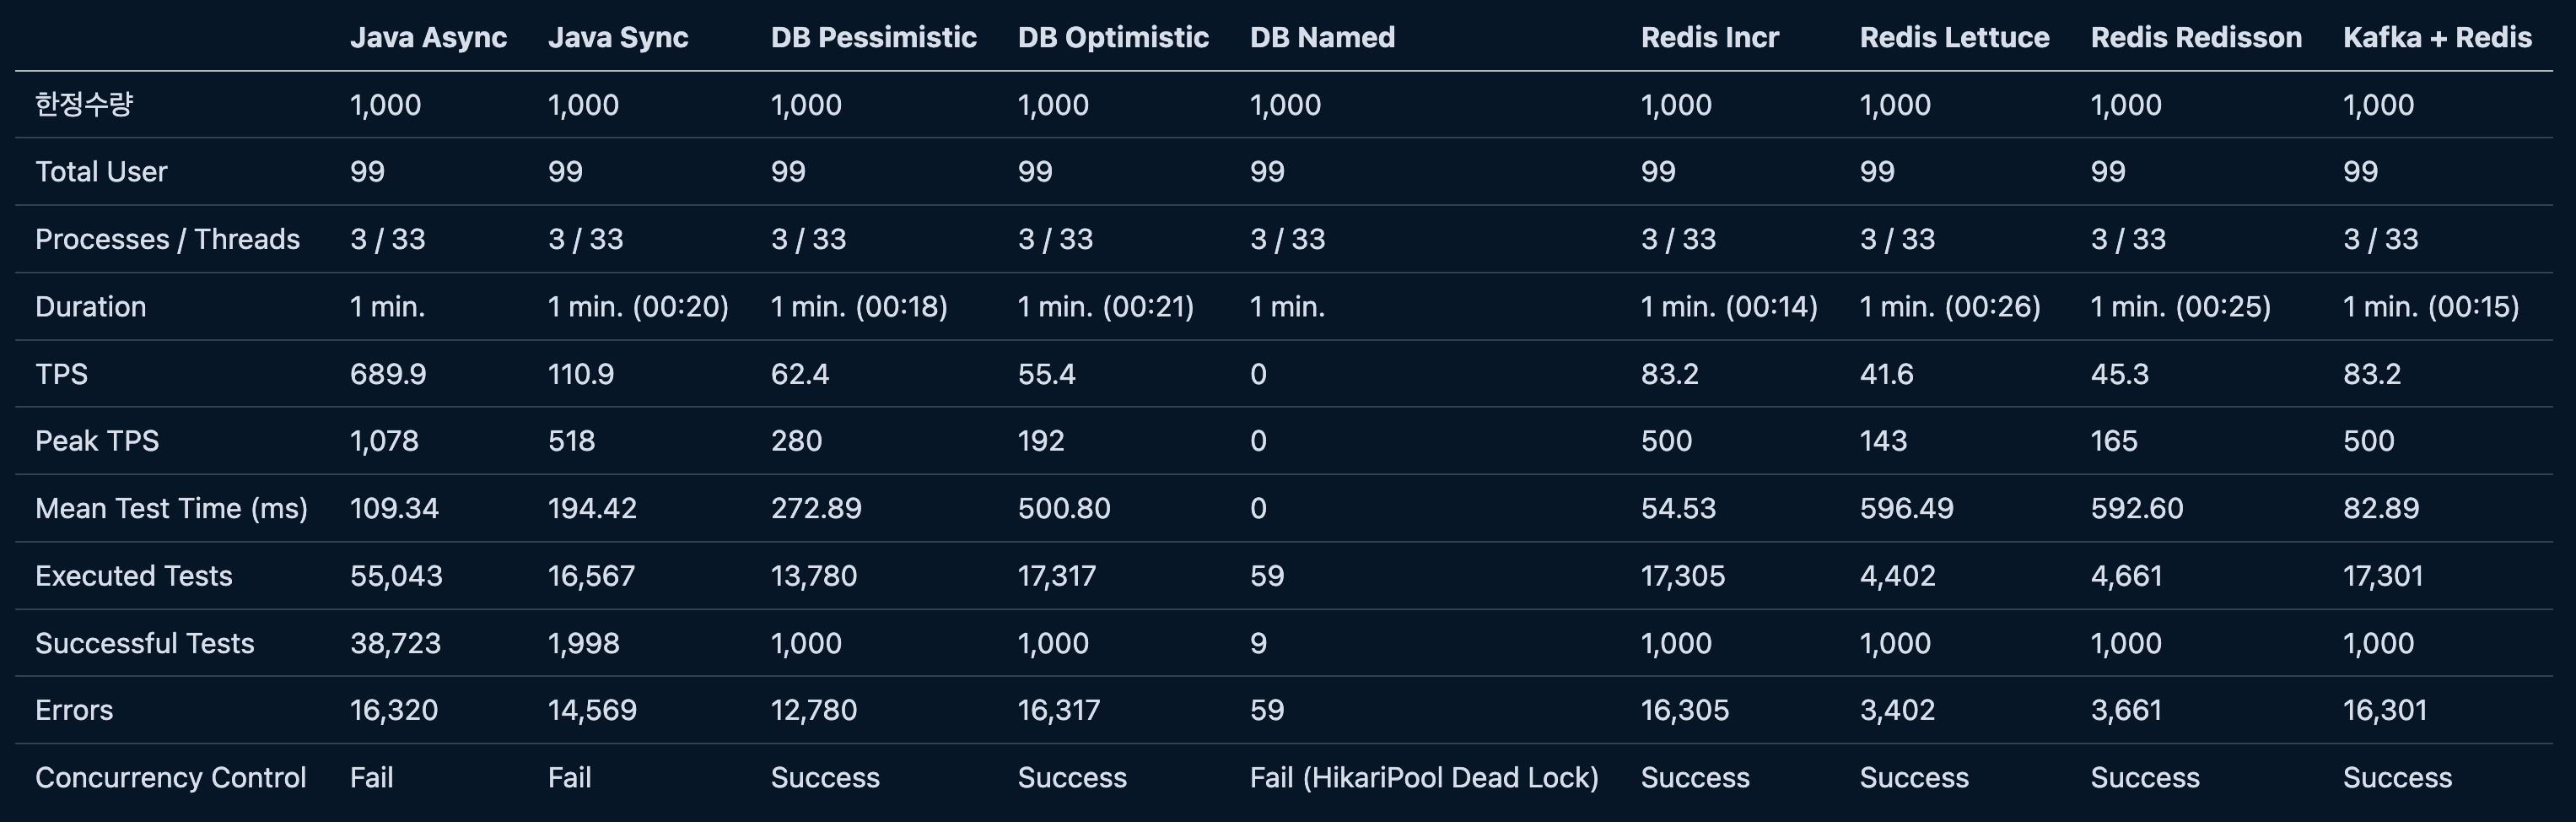 Java Async Java Sync DB Pessimistic DB Optimistic DB Named Redis Incr Redis Lettuce Redis Redisson Kafka + Redis
한정수량 1,000 1,000 1,000 1,000 1,000 1,000 1,000 1,000 1,000
Total User 99 99 99 99 99 99 99 99 99
Processes / Threads 3 / 33 3 / 33 3 / 33 3 / 33 3 / 33 3 / 33 3 / 33 3 / 33 3 / 33
Duration 1 min. 1 min. (00:20) 1 min. (00:18) 1 min. (00:21) 1 min. 1 min. (00:14) 1 min. (00:26) 1 min. (00:25) 1 min. (00:15)
TPS 689.9 110.9 62.4 55.4 0 83.2 41.6 45.3 83.2
Peak TPS 1,078 518 280 192 0 500 143 165 500
Mean Test Time (ms) 109.34 194.42 272.89 500.80 0 54.53 596.49 592.60 82.89
Executed Tests 55,043 16,567 13,780 17,317 59 17,305 4,402 4,661 17,301
Successful Tests 38,723 1,998 1,000 1,000 9 1,000 1,000 1,000 1,000
Errors 16,320 14,569 12,780 16,317 59 16,305 3,402 3,661 16,301
Concurrency Control Fail Fail Success Success Fail (HikariPool Dead Lock) Success Success Success Success